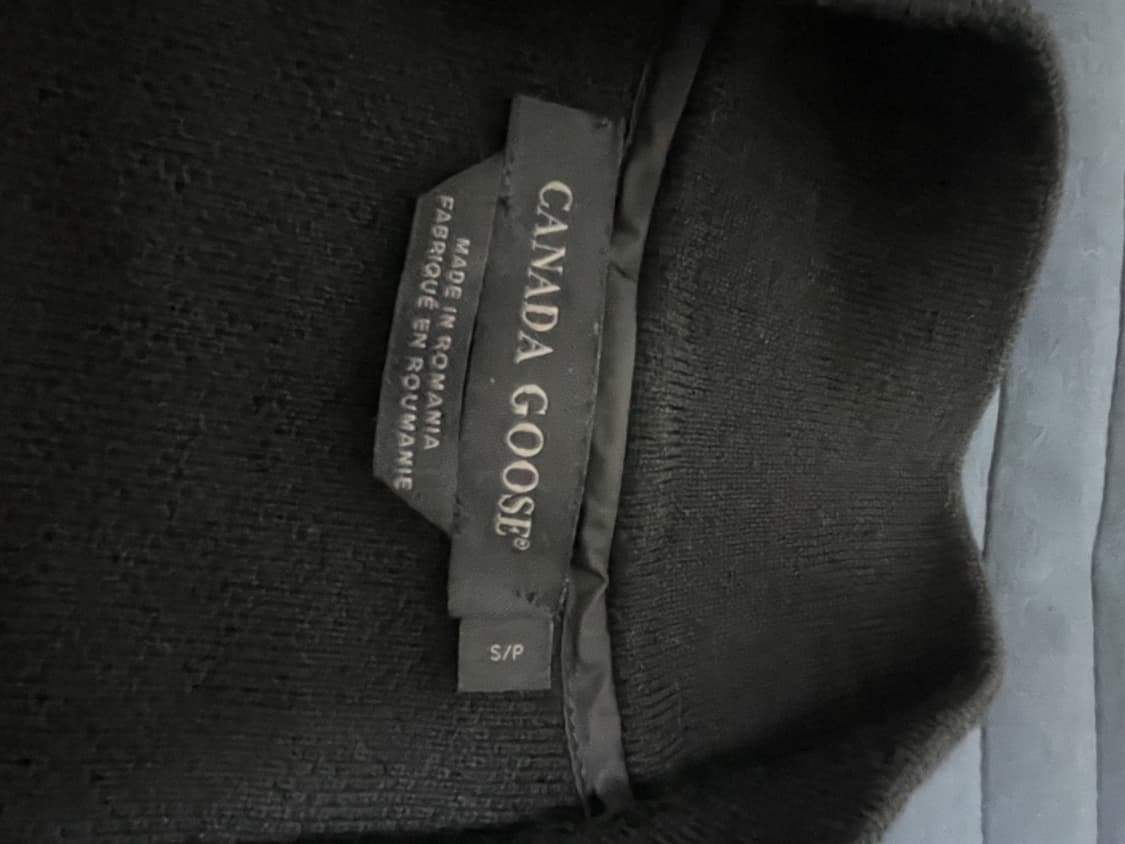 CANADA GOOSE®
MADE IN ROMANIA
FABRIQUÉ EN ROUMANIE
S/P